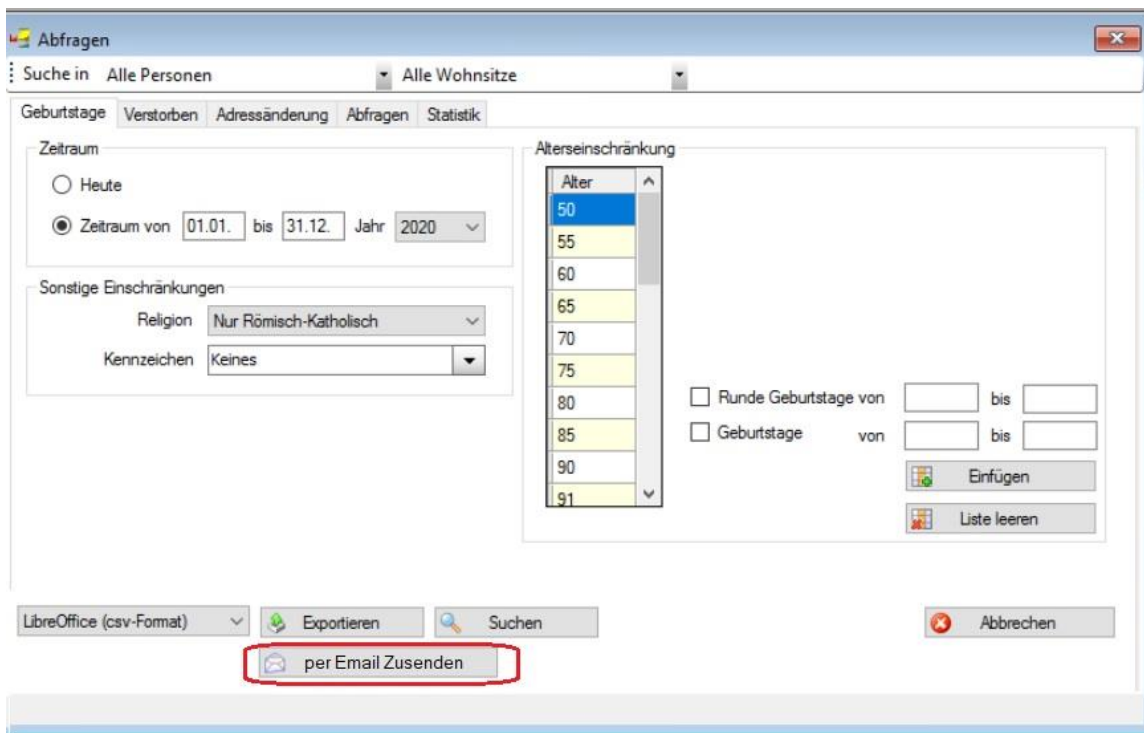 Abfragen
Suche in Alle Personen Alle Wohnsitze
Geburtstage Verstorben Adressänderung Abfragen Statistik
Zeitraum
Heute
Zeitraum von 01.01. bis 31.12. Jahr 2020
Sonstige Einschränkungen
Religion Nur Römisch-Katholisch
Kennzeichen Keines
Alterseinschränkung
Alter
50
55
60
65
70
75
80
85
90
91
Runde Geburtstage von bis
Geburtstage von bis
Einfügen
Liste leeren
LibreOffice (csv-Format) Exportieren Suchen Abbrechen
per Email Zusenden